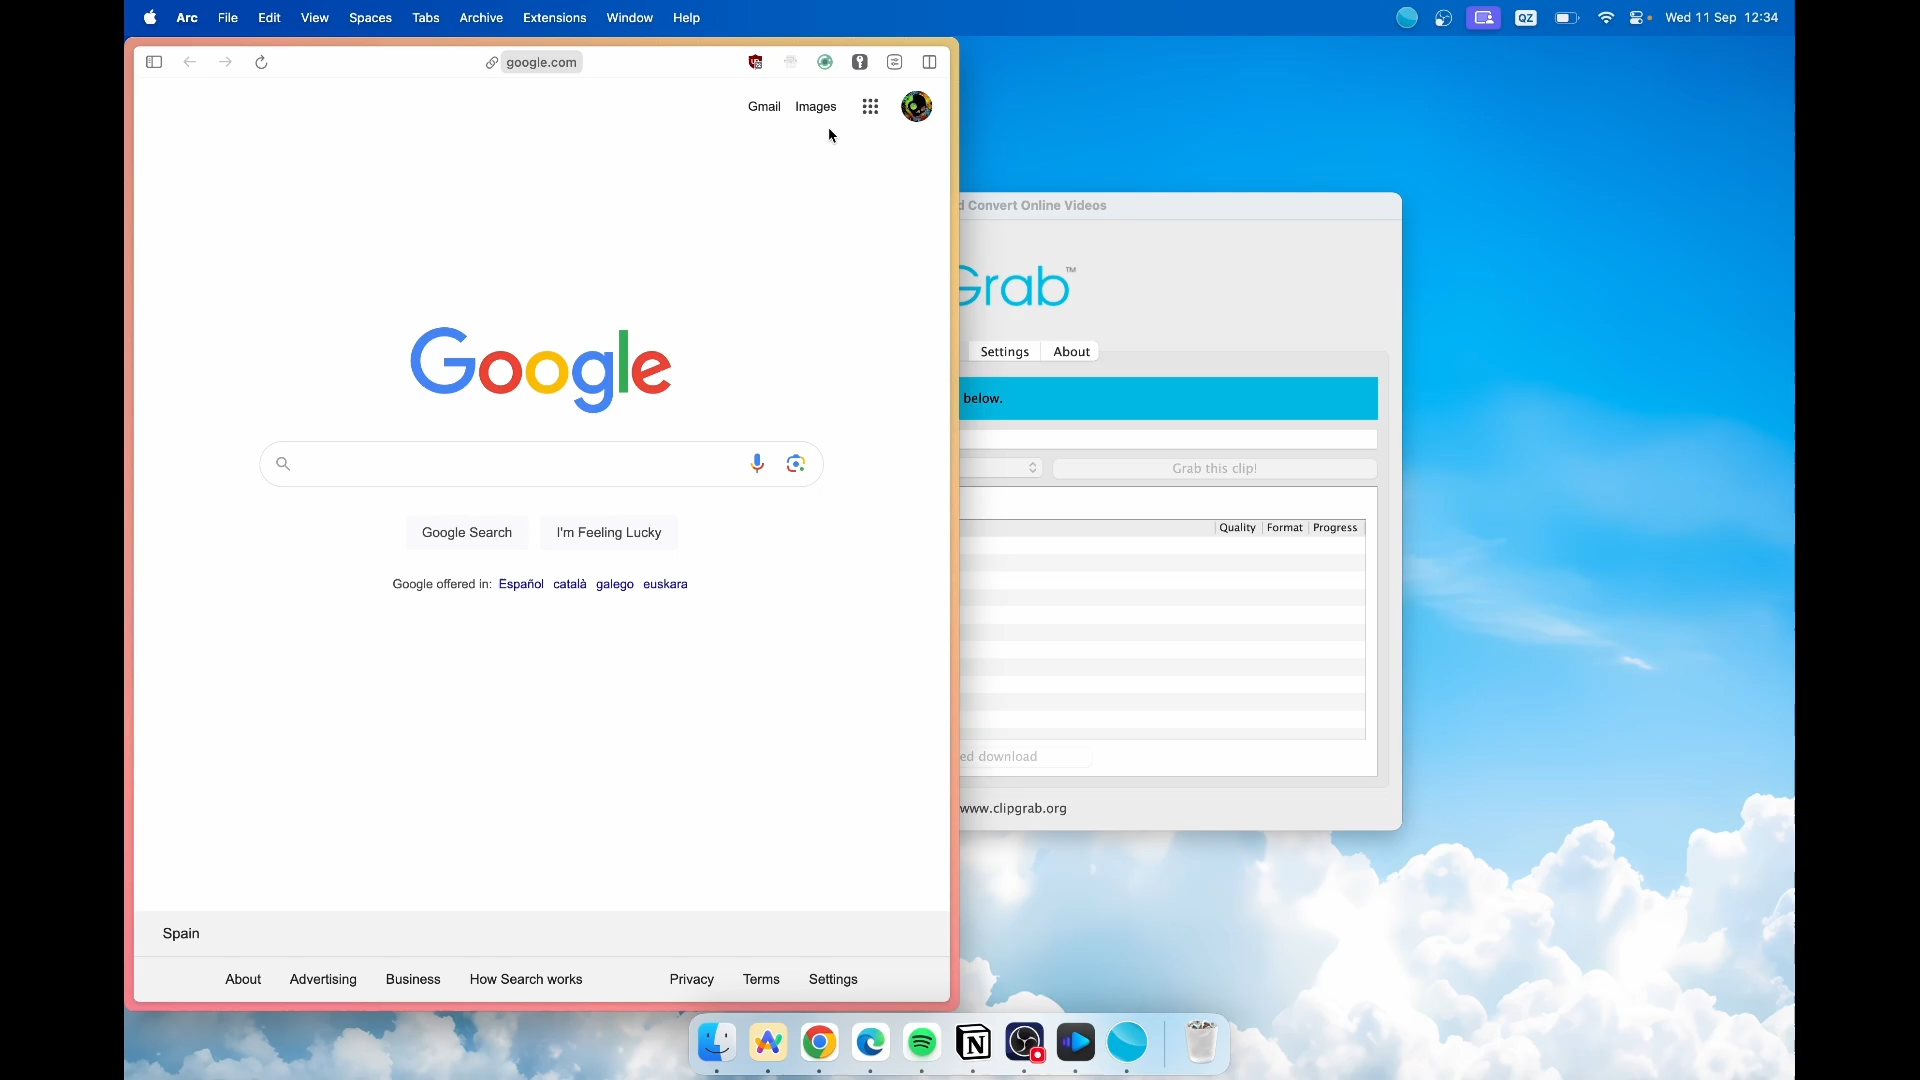 Arc File Edit View Spaces Tabs Archive Extensions Window Help
QZ Wed 11 Sep 12:34
google.com
Gmail Images
Google
Google Search I'm Feeling Lucky
Google offered in: Español català galego euskara
Spain
About Advertising Business How Search works Privacy Terms Settings
d Convert Online Videos
Grab™
Settings About
below.
Grab this clip!
Quality Format Progress
ed download
www.clipgrab.org